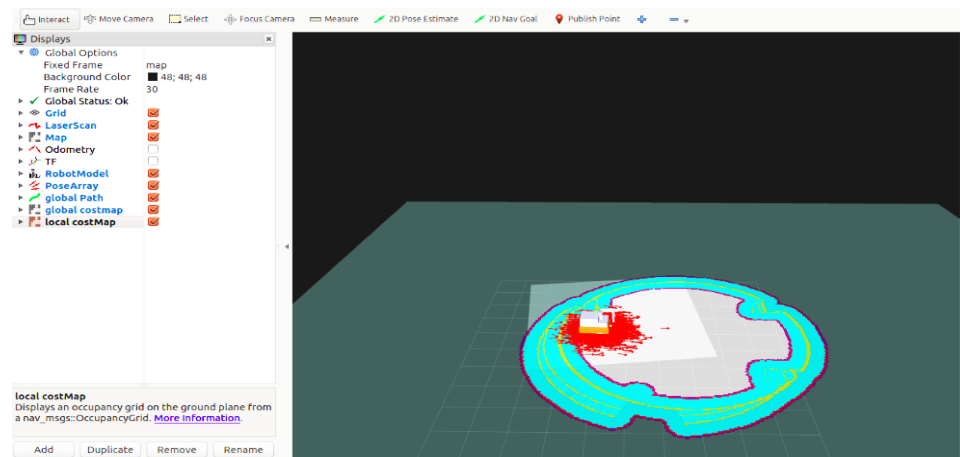 Interact Move Camera Select Focus Camera Measure 2D Pose Estimate 2D Nav Goal Publish Point
Displays
Global Options
Fixed Frame map
Background Color 48; 48; 48
Frame Rate 30
Global Status: Ok
Grid
LaserScan
Map
Odometry
TF
RobotModel
PoseArray
global Path
global costmap
local costMap
local costMap
Displays an occupancy grid on the ground plane from
a nav_msgs::OccupancyGrid. More Information.
Add Duplicate Remove Rename